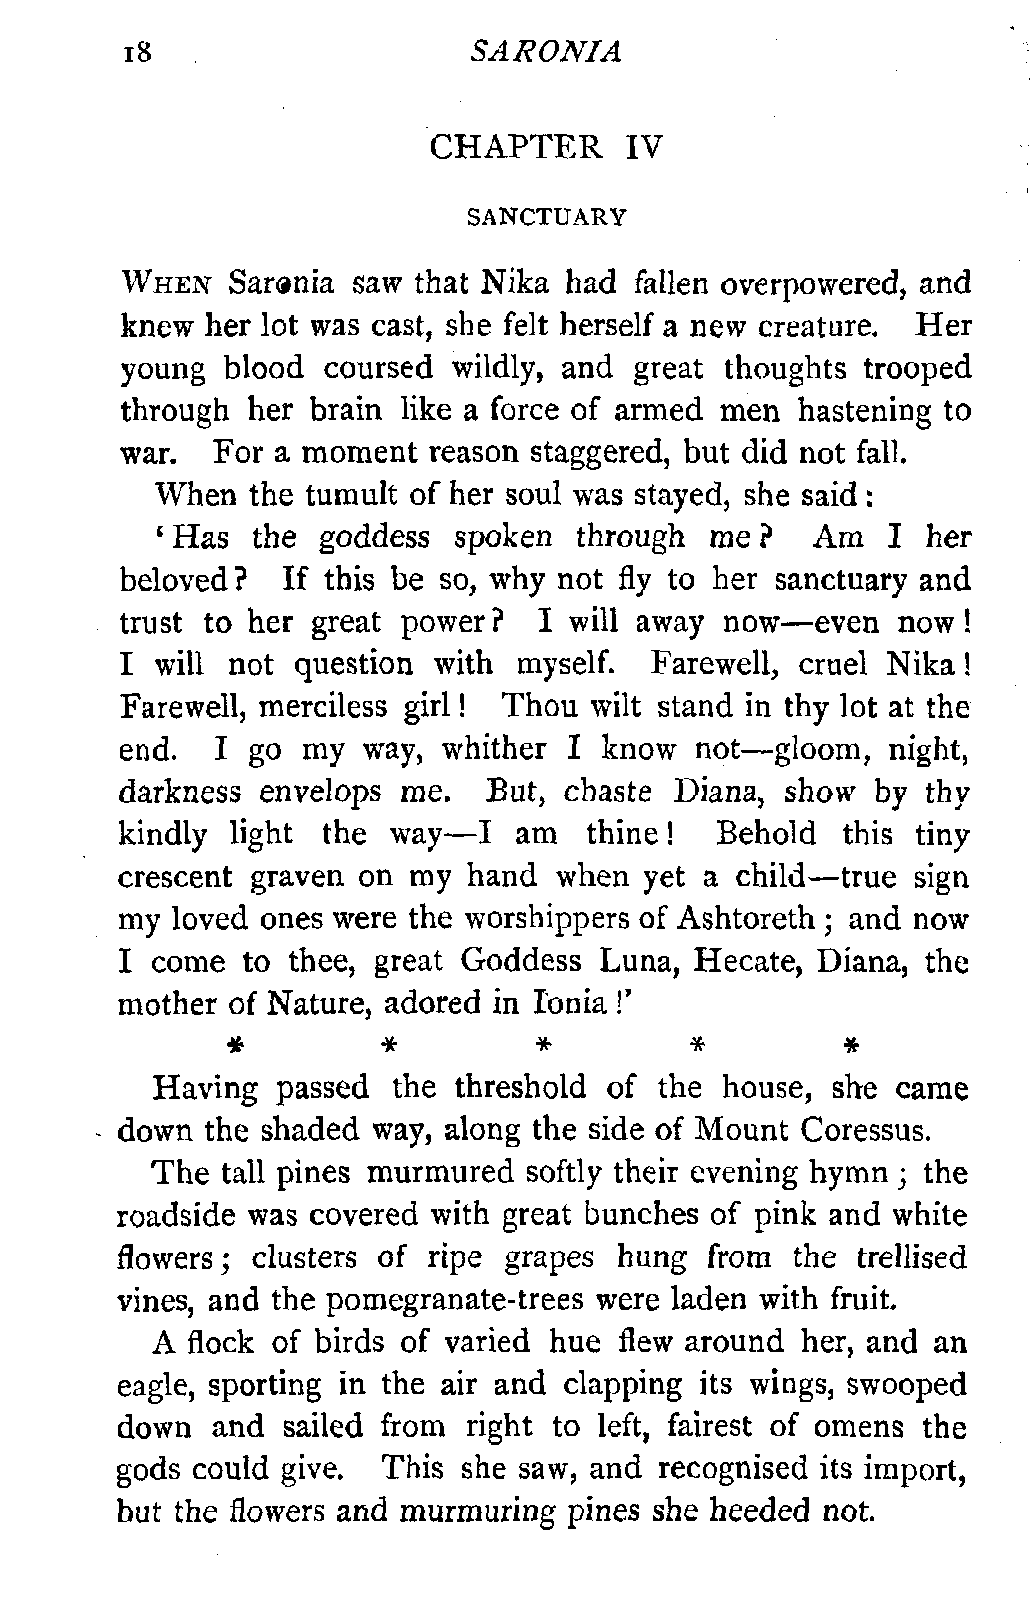 18 SARONIA
CHAPTER IV
SANCTUARY
WHEN Saronia saw that Nika had fallen overpowered, and
knew her lot was cast, she felt herself a new creature. Her
young blood coursed wildly, and great thoughts trooped
through her brain like a force of armed men hastening to
war. For a moment reason staggered, but did not fall.
When the tumult of her soul was stayed, she said :
‘ Has the goddess spoken through me ? Am I her
beloved ? If this be so, why not fly to her sanctuary and
trust to her great power ? I will away now—even now !
I will not question with myself. Farewell, cruel Nika !
Farewell, merciless girl ! Thou wilt stand in thy lot at the
end. I go my way, whither I know not—gloom, night,
darkness envelops me. But, chaste Diana, show by thy
kindly light the way—I am thine ! Behold this tiny
crescent graven on my hand when yet a child—true sign
my loved ones were the worshippers of Ashtoreth ; and now
I come to thee, great Goddess Luna, Hecate, Diana, the
mother of Nature, adored in Ionia !’
* * * * *
Having passed the threshold of the house, she came
down the shaded way, along the side of Mount Coressus.
The tall pines murmured softly their evening hymn ; the
roadside was covered with great bunches of pink and white
flowers ; clusters of ripe grapes hung from the trellised
vines, and the pomegranate-trees were laden with fruit.
A flock of birds of varied hue flew around her, and an
eagle, sporting in the air and clapping its wings, swooped
down and sailed from right to left, fairest of omens the
gods could give. This she saw, and recognised its import,
but the flowers and murmuring pines she heeded not.